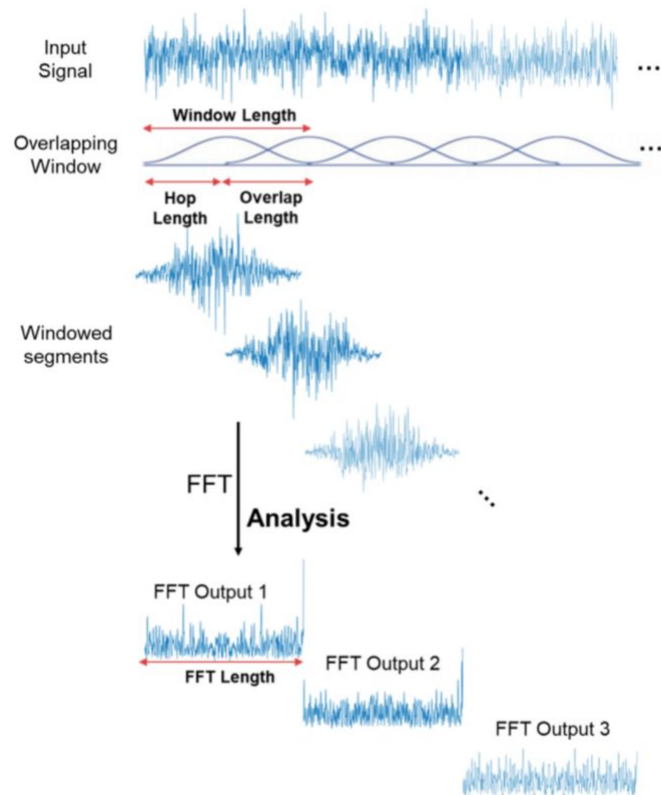 Input
Signal
...
Window Length
Overlapping
Window
...
Hop
Length
Overlap
Length
Windowed
segments
FFT
Analysis
FFT Output 1
FFT Length
FFT Output 2
FFT Output 3